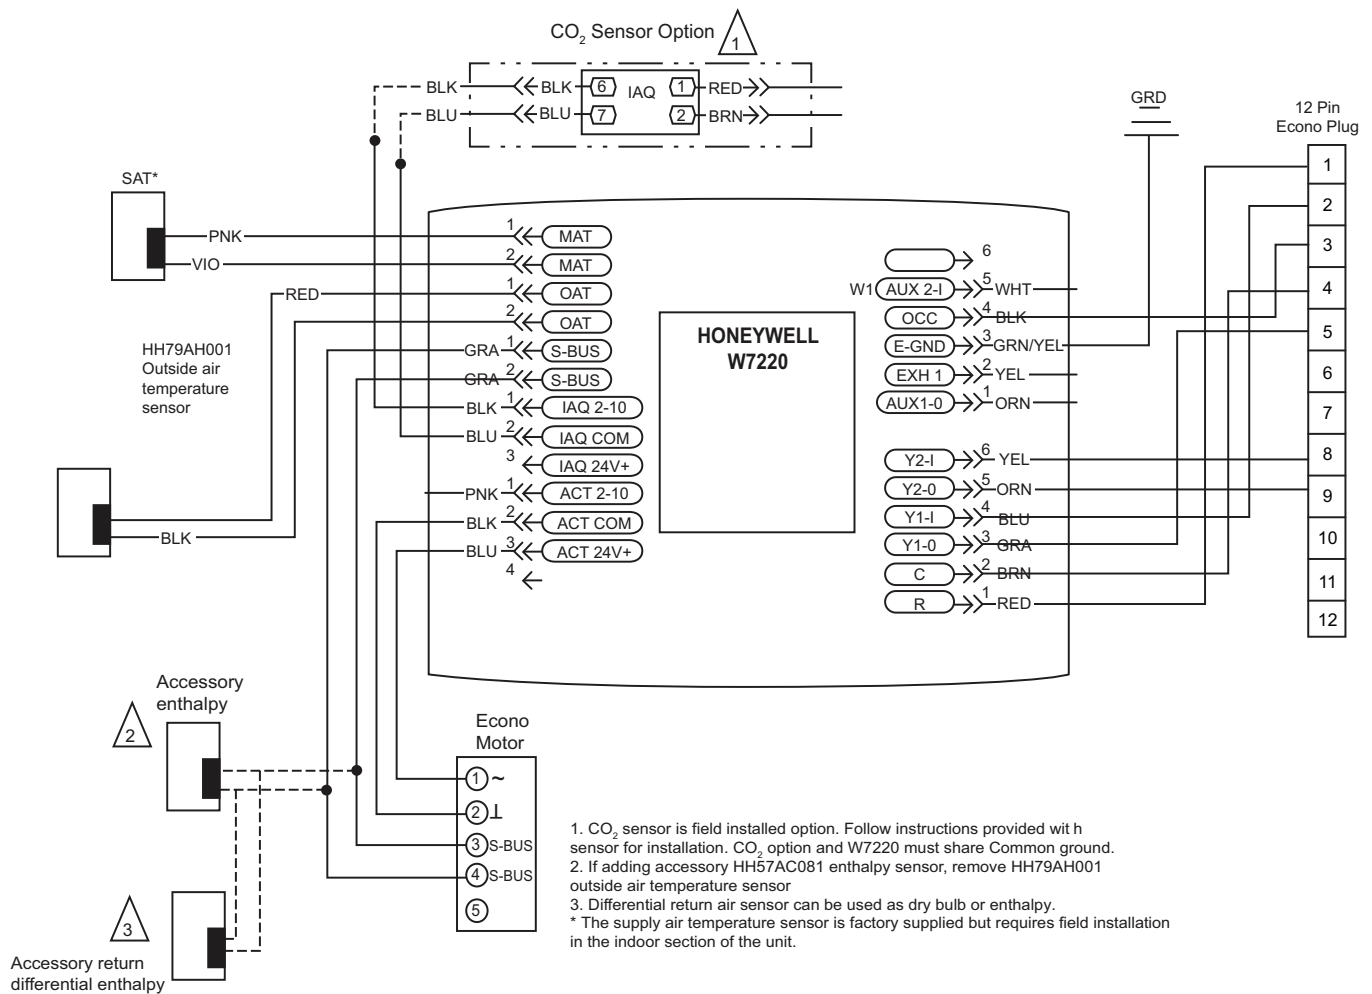 CO2 Sensor Option
1
BLK BLK 6 IAQ 1 RED
BLU BLU 7 2 BRN
GRD
12 Pin
Econo Plug
1
2
3
4
5
6
7
8
9
10
11
12
SAT*
PNK 1 MAT
VIO 2 MAT
RED 1 OAT
2 OAT
GRA 1 S-BUS
GRA 2 S-BUS
BLK 1 IAQ 2-10
BLU 2 IAQ COM
3 IAQ 24V+
PNK 1 ACT 2-10
BLK 2 ACT COM
BLU 3 ACT 24V+
4
HH79AH001
Outside air
temperature
sensor
BLK
HONEYWELL
W7220
6
W1 AUX 2-I 5 WHT
OCC 4 BLK
E-GND 3 GRN/YEL
EXH 1 2 YEL
AUX1-0 1 ORN
Y2-I 6 YEL
Y2-0 5 ORN
Y1-I 4 BLU
Y1-0 3 GRA
C 2 BRN
R 1 RED
Accessory
enthalpy
2
Econo
Motor
1 ~
2 ⊥
3 S-BUS
4 S-BUS
5
3
Accessory return
differential enthalpy
1. CO2 sensor is field installed option. Follow instructions provided wit h
sensor for installation. CO2 option and W7220 must share Common ground.
2. If adding accessory HH57AC081 enthalpy sensor, remove HH79AH001
outside air temperature sensor
3. Differential return air sensor can be used as dry bulb or enthalpy.
* The supply air temperature sensor is factory supplied but requires field installation
in the indoor section of the unit.